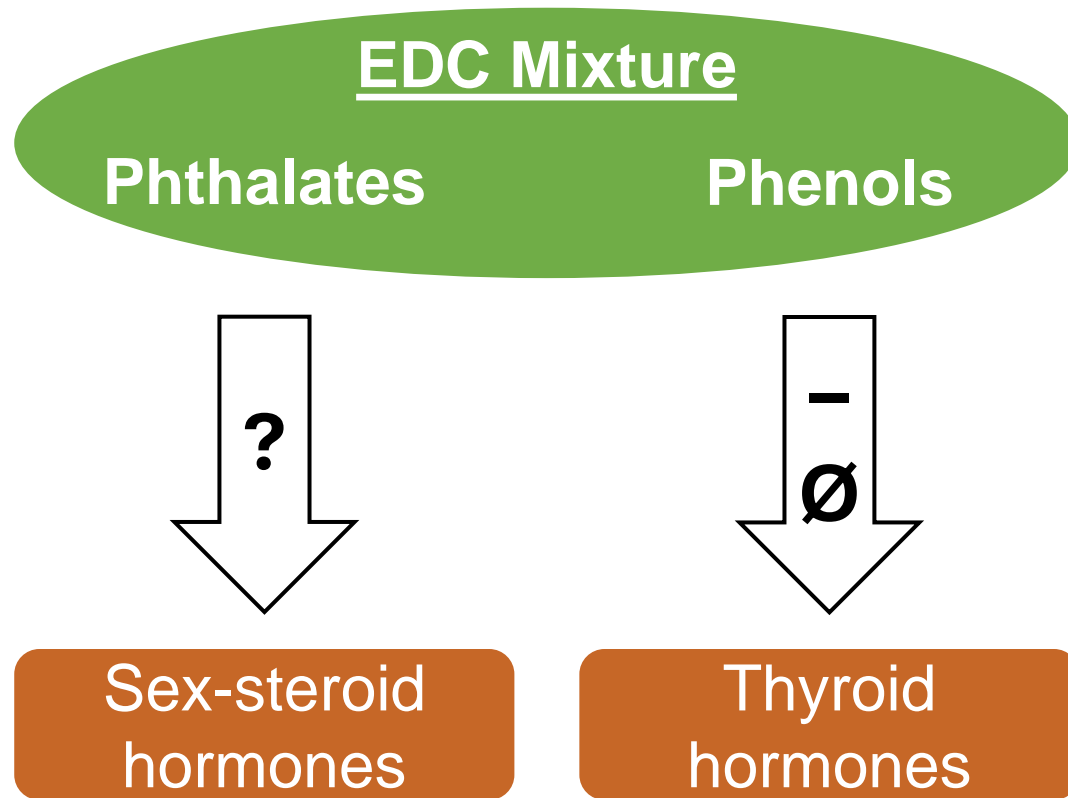 EDC Mixture
Phthalates Phenols
?
–
Ø
Sex-steroid
hormones
Thyroid
hormones